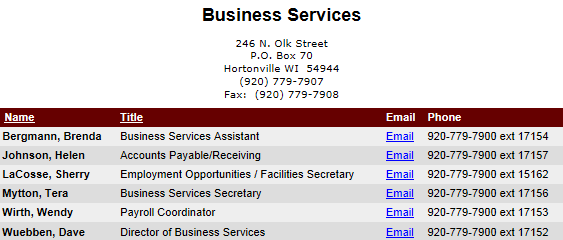 Business Services
246 N. Olk Street
P.O. Box 70
Hortonville WI  54944
(920) 779-7907
Fax:  (920) 779-7908
Name Title Email Phone
Bergmann, Brenda Business Services Assistant Email 920-779-7900 ext 17154
Johnson, Helen Accounts Payable/Receiving Email 920-779-7900 ext 17157
LaCosse, Sherry Employment Opportunities / Facilities Secretary Email 920-779-7900 ext 15162
Mytton, Tera Business Services Secretary Email 920-779-7900 ext 17156
Wirth, Wendy Payroll Coordinator Email 920-779-7900 ext 17153
Wuebben, Dave Director of Business Services Email 920-779-7900 ext 17152